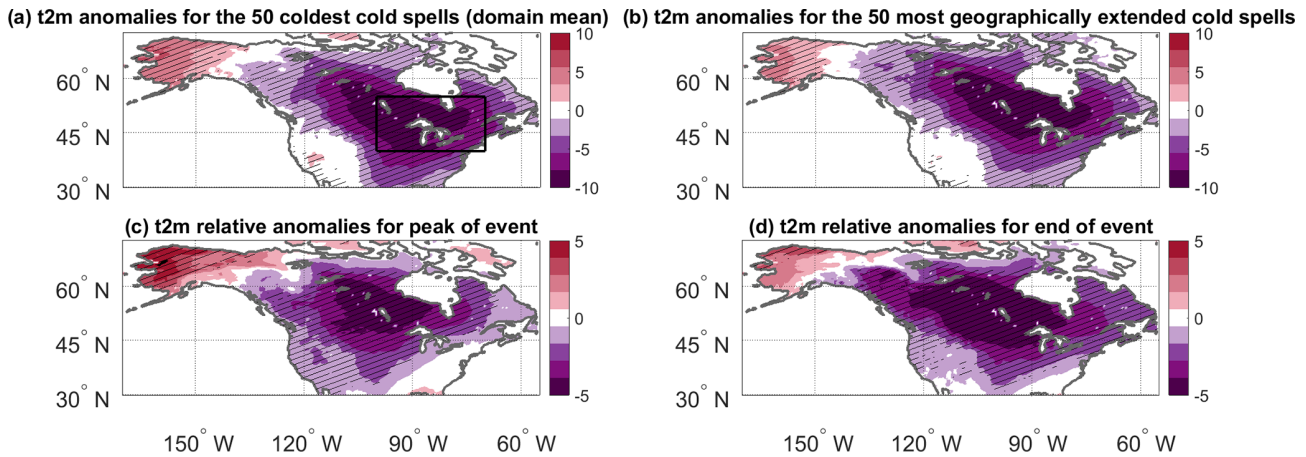 (a) t2m anomalies for the 50 coldest cold spells (domain mean)
(b) t2m anomalies for the 50 most geographically extended cold spells
60° N
45° N
30° N
10
5
0
-5
-10
60° N
45° N
30° N
10
5
0
-5
-10
(c) t2m relative anomalies for peak of event
(d) t2m relative anomalies for end of event
60° N
45° N
30° N
5
0
-5
60° N
45° N
30° N
5
0
-5
150° W 120° W 90° W 60° W
150° W 120° W 90° W 60° W